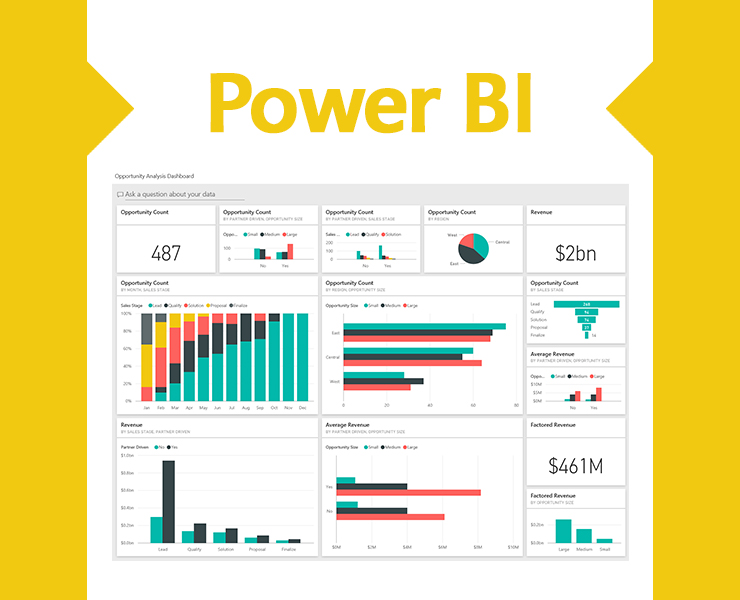 Power BI
Opportunity Analysis Dashboard
Ask a question about your data
Opportunity Count
487
Opportunity Count
BY PARTNER DRIVEN, OPPORTUNITY SIZE
Oppo... Small Medium Large
100
0
No Yes
Opportunity Count
BY PARTNER DRIVEN, SALES STAGE
Sales ... Lead Qualify Solution
200
100
0
No Yes
Opportunity Count
BY REGION
West
Central
East
Revenue
$2bn
Opportunity Count
BY MONTH, SALES STAGE
Sales Stage Lead Qualify Solution Proposal Finalize
100%
80%
60%
40%
20%
0%
Jan Feb Mar Apr May Jun Jul Aug Sep Oct Nov Dec
Opportunity Count
BY REGION, OPPORTUNITY SIZE
Opportunity Size Small Medium Large
East
Central
West
0 20 40 60 80
Opportunity Count
BY SALES STAGE
Lead
Qualify
Solution
Proposal
Finalize
Average Revenue
BY PARTNER DRIVEN, OPPORTUNITY SIZE
Oppo... Small Medium Large
$10M
$5M
$0M
No Yes
Revenue
BY SALES STAGE, PARTNER DRIVEN
Partner Driven No Yes
$1.0bn
$0.8bn
$0.6bn
$0.4bn
$0.2bn
$0.0bn
Lead Qualify Solution Proposal Finalize
Average Revenue
BY PARTNER DRIVEN, OPPORTUNITY SIZE
Opportunity Size Small Medium Large
Yes
No
$0M $2M $4M $6M $8M $10M
Factored Revenue
$461M
Factored Revenue
BY OPPORTUNITY SIZE
$0.2bn
$0.0bn
Large Medium Small